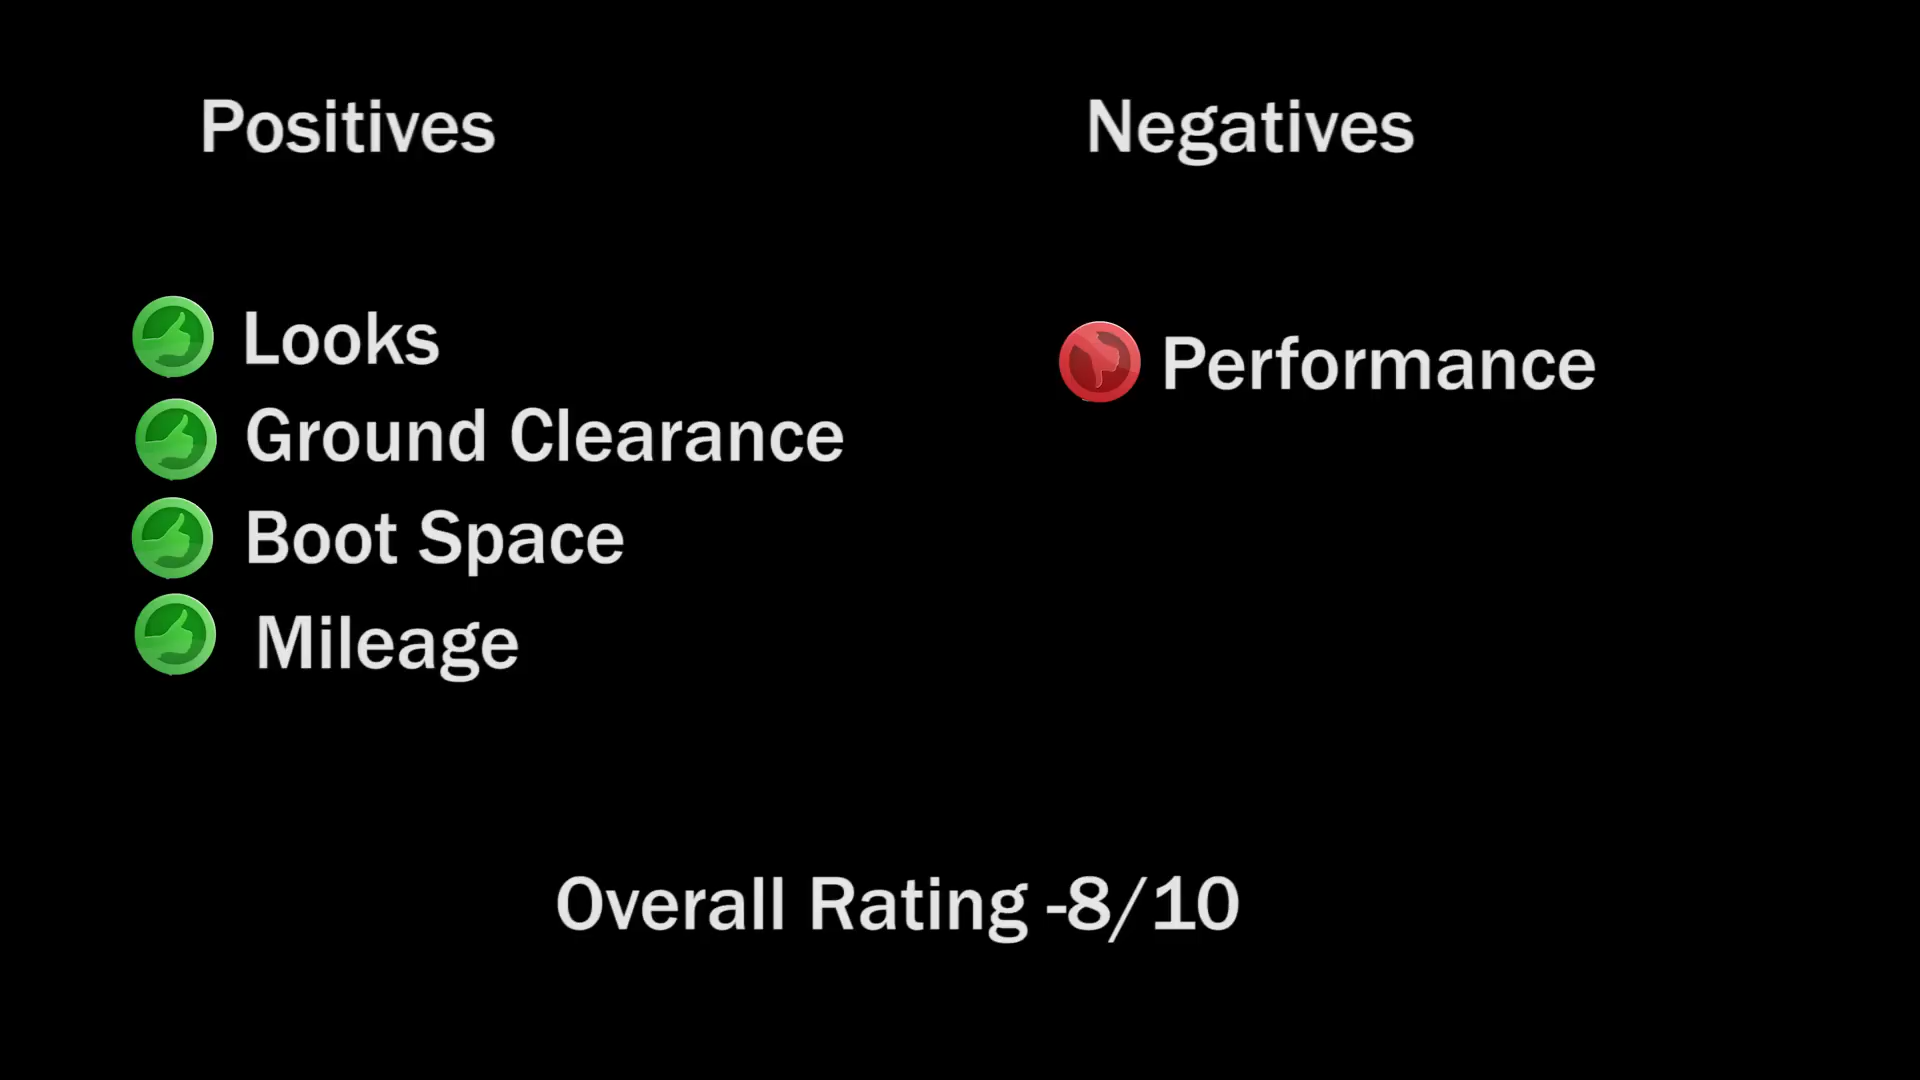 Positives
Negatives
Looks
Ground Clearance
Boot Space
Mileage
Performance
Overall Rating -8/10